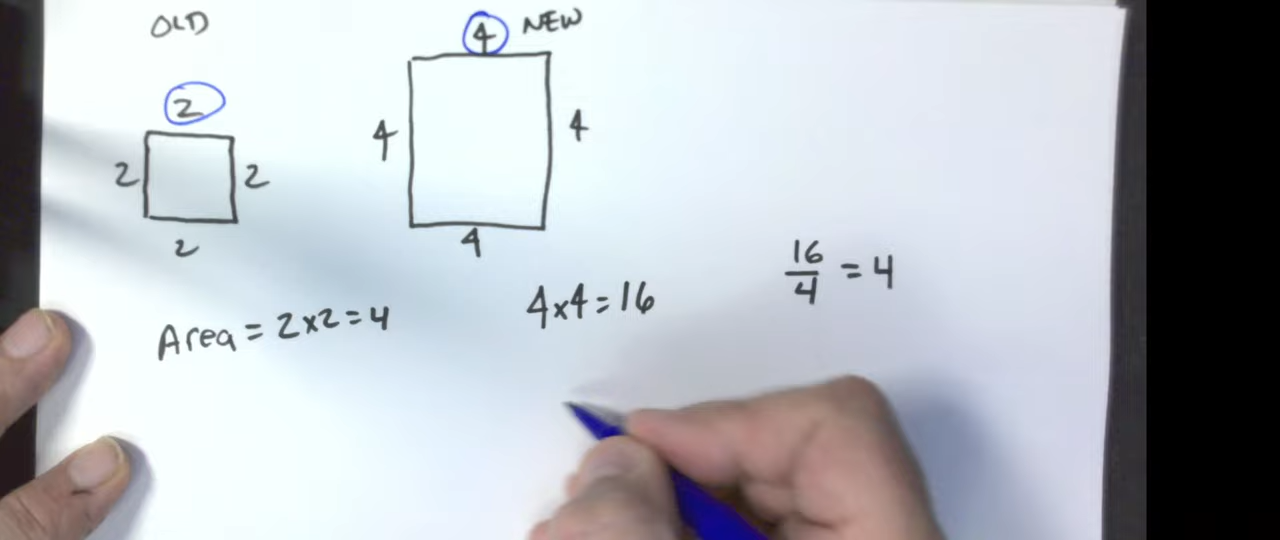 OLD
4 NEW
2
4 4
2 2
2
4
16
4 = 4
4x4=16
Area = 2x2=4